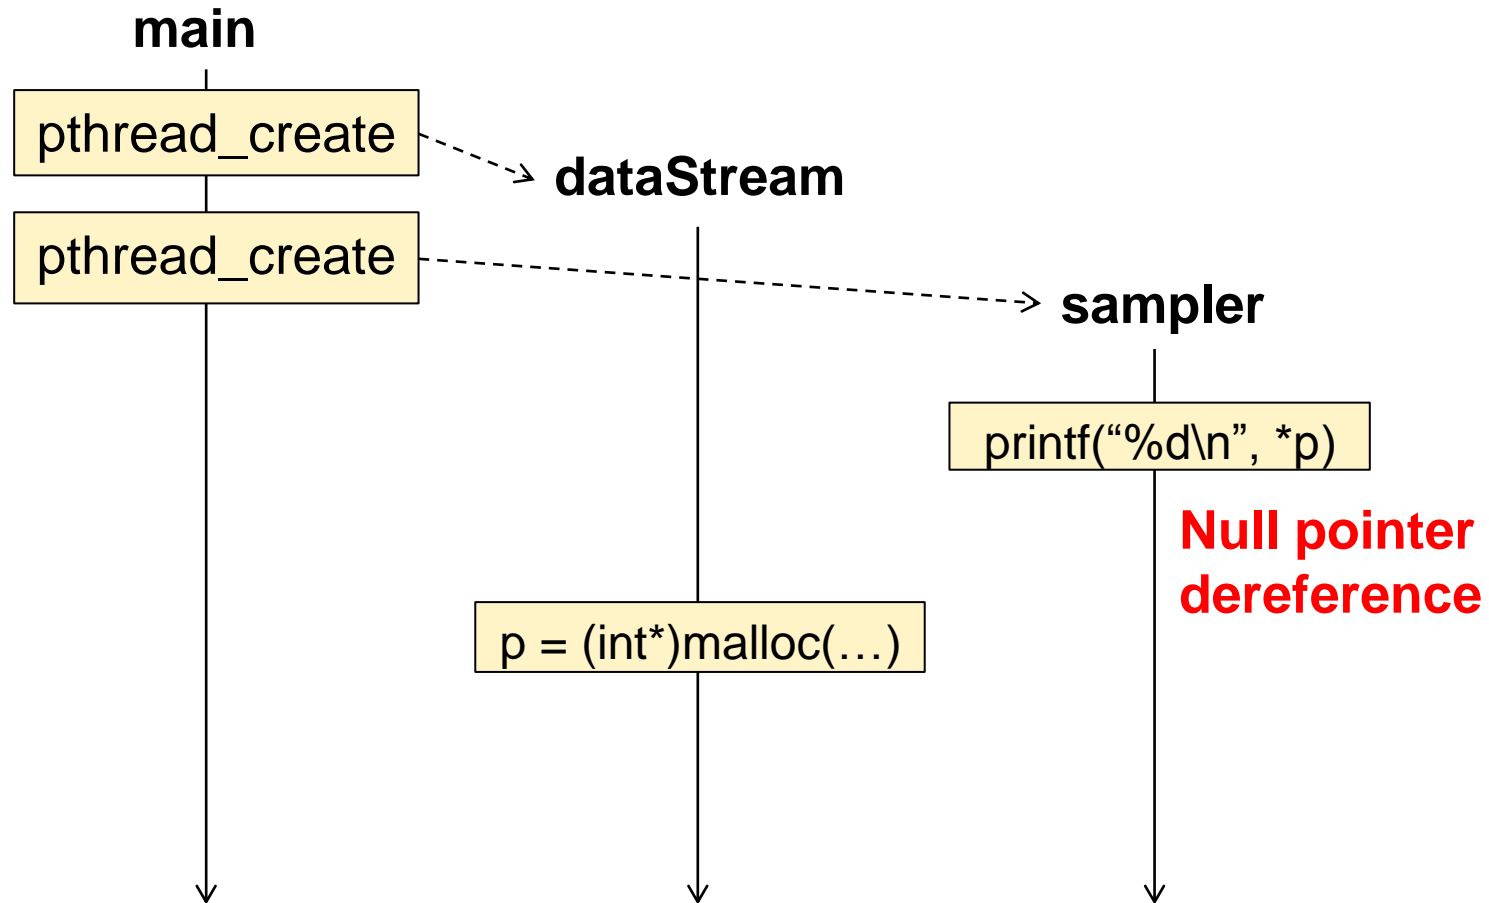 main
pthread_create
dataStream
pthread_create
sampler
printf(“%d\n”, *p)
Null pointer
dereference
p = (int*)malloc(…)